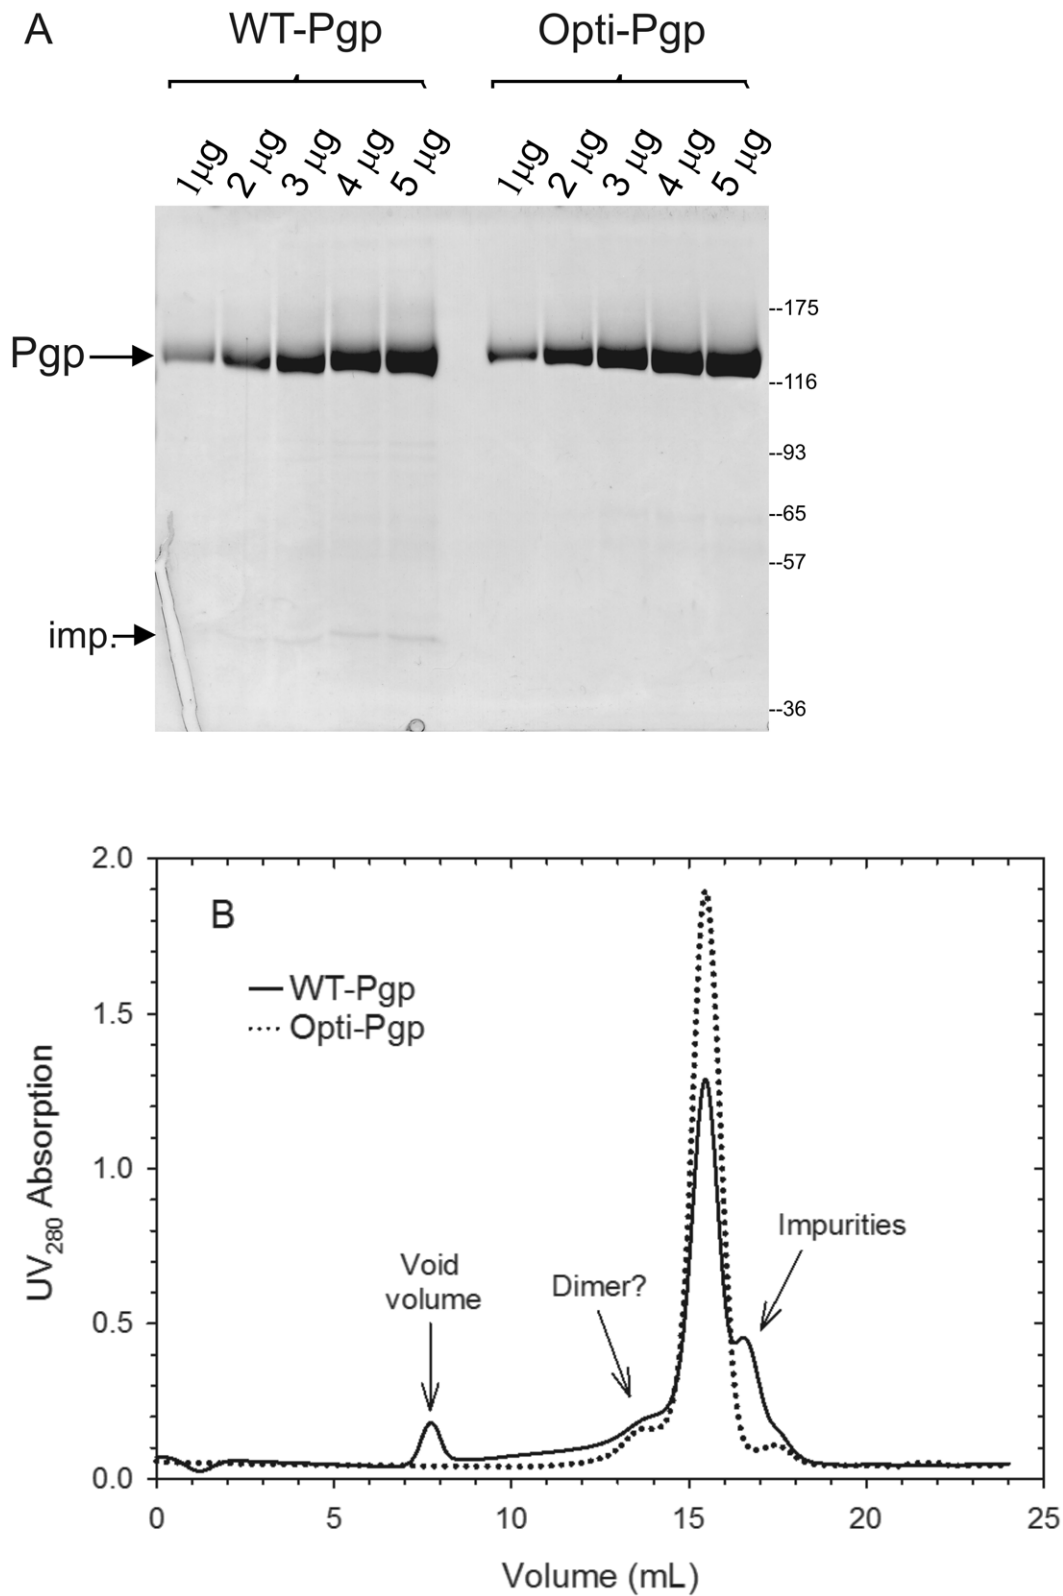 A
WT-Pgp
Opti-Pgp
1μg
2 μg
3 μg
4 μg
5 μg
1μg
2 μg
3 μg
4 μg
5 μg
--175
Pgp
--116
--93
--65
--57
imp.
--36
2.0
B
WT-Pgp
1.5
Opti-Pgp
UV280 Absorption
1.0
Impurities
Void
volume
Dimer?
0.5
0.0
0
5
10
15
20
25
Volume (mL)